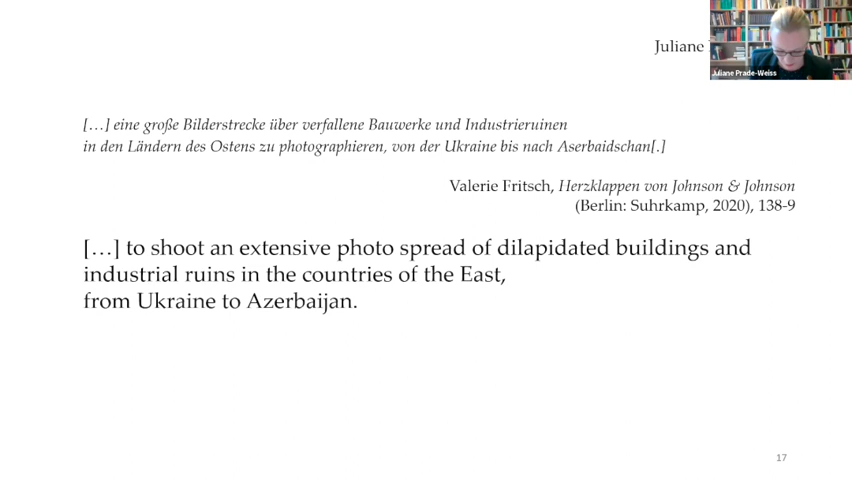 Juliane
Juliane Prade-Weiss
[…] eine große Bilderstrecke über verfallene Bauwerke und Industrieruinen
in den Ländern des Ostens zu photographieren, von der Ukraine bis nach Aserbaidschan[.]
Valerie Fritsch, Herzklappen von Johnson & Johnson
(Berlin: Suhrkamp, 2020), 138-9
[…] to shoot an extensive photo spread of dilapidated buildings and
industrial ruins in the countries of the East,
from Ukraine to Azerbaijan.
17